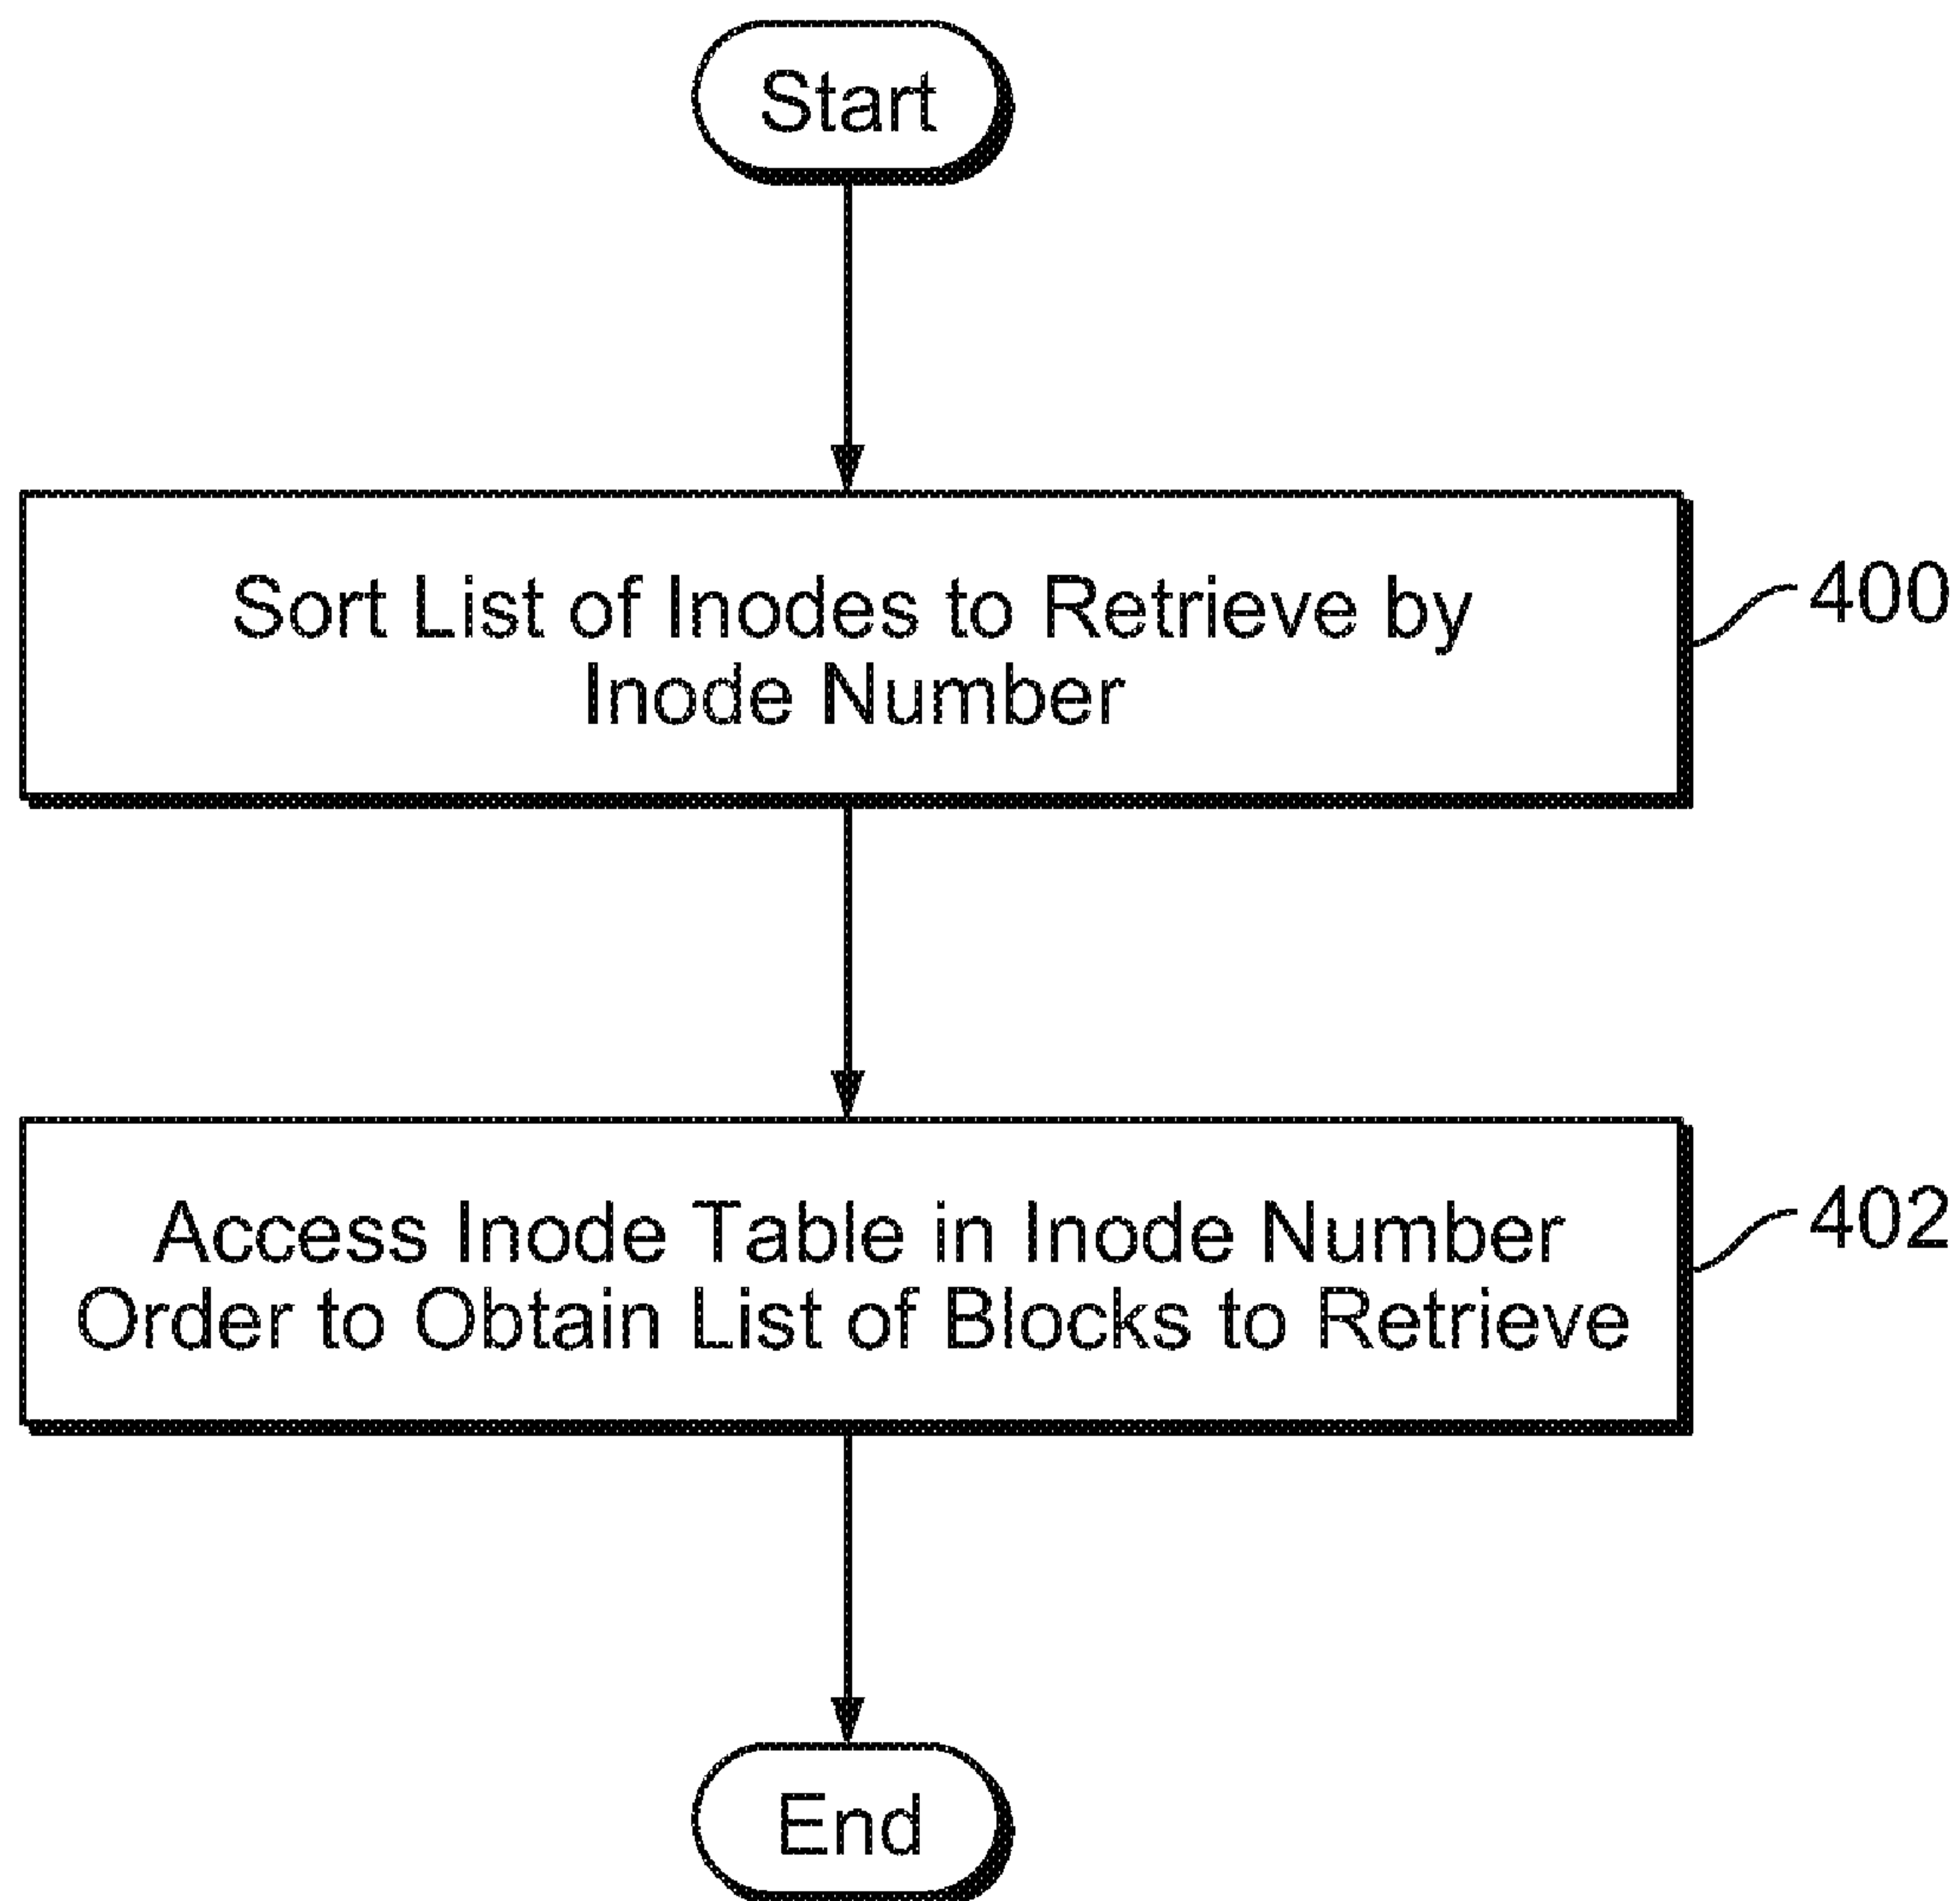 Start
Sort List of Inodes to Retrieve by
Inode Number
400
Access Inode Table in Inode Number
Order to Obtain List of Blocks to Retrieve
402
End